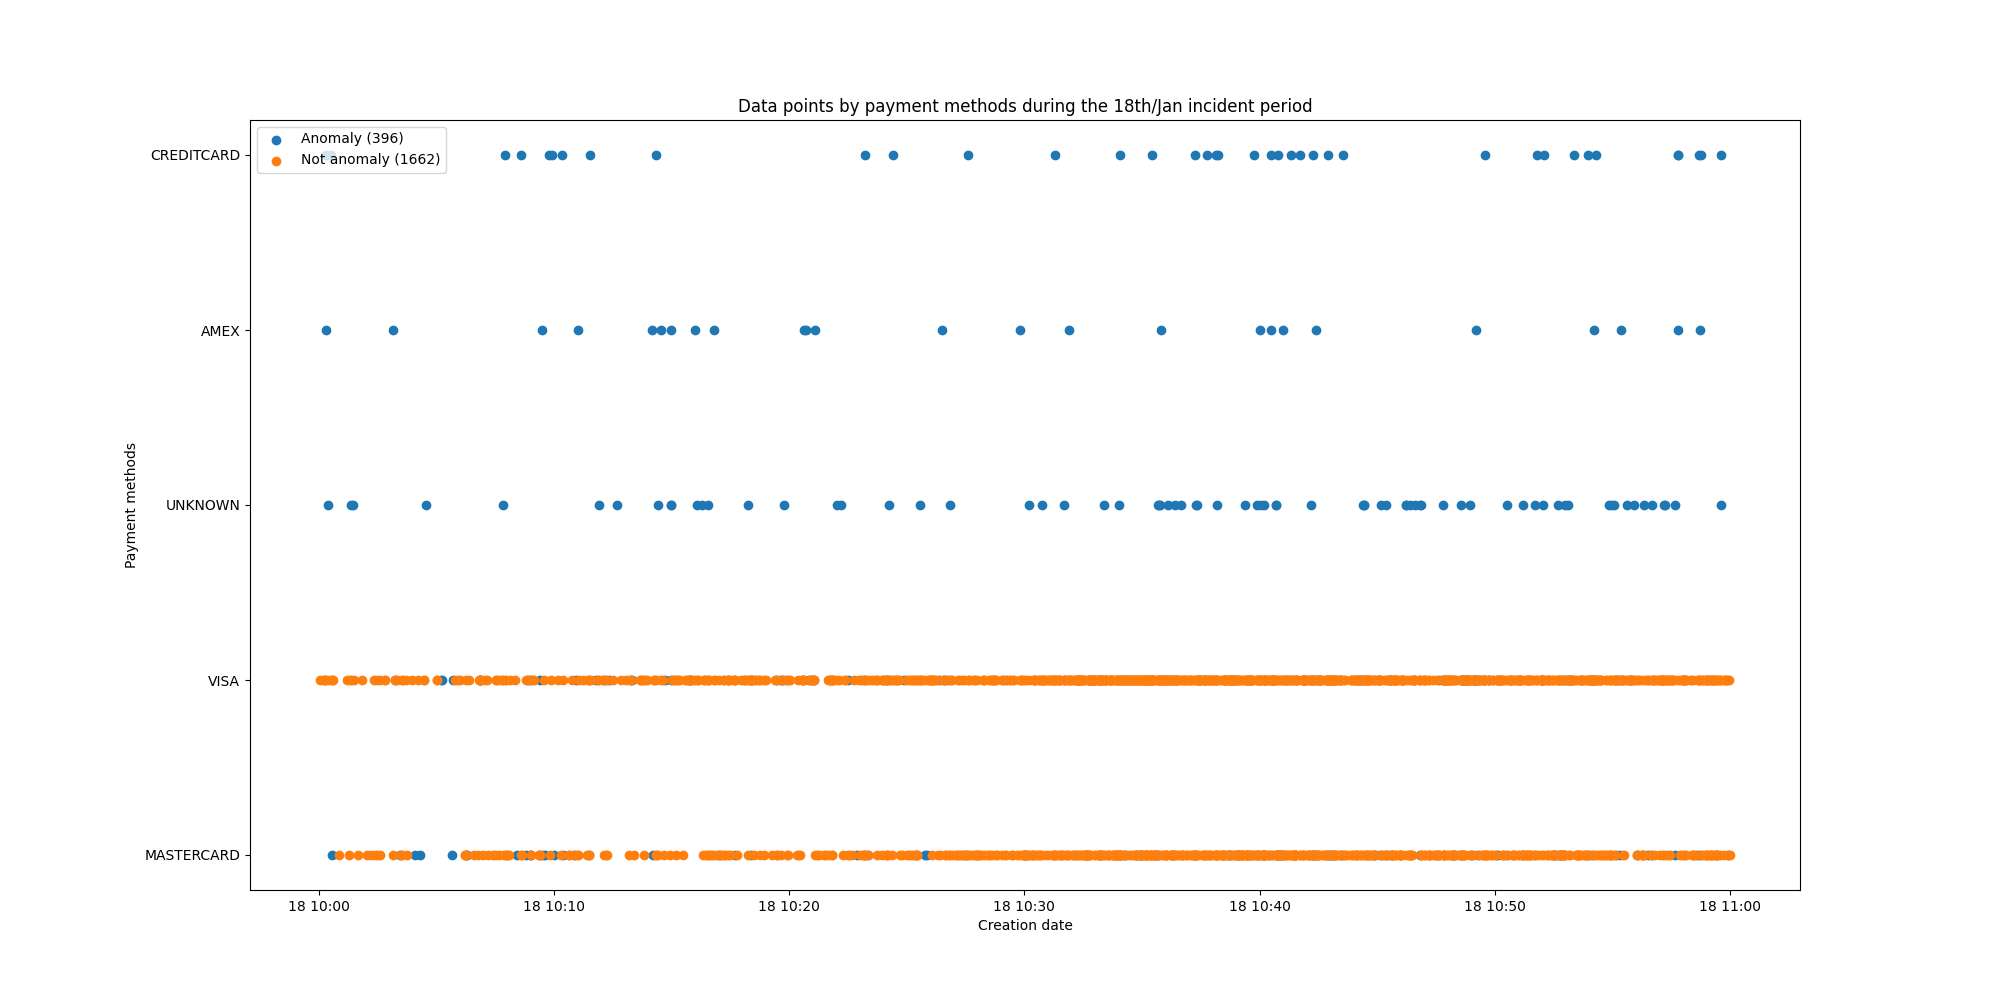 Data points by payment methods during the 18th/Jan incident period
Anomaly (396)
Not anomaly (1662)
CREDITCARD
AMEX
UNKNOWN
VISA
MASTERCARD
Payment methods
18 10:00 18 10:10 18 10:20 18 10:30 18 10:40 18 10:50 18 11:00
Creation date